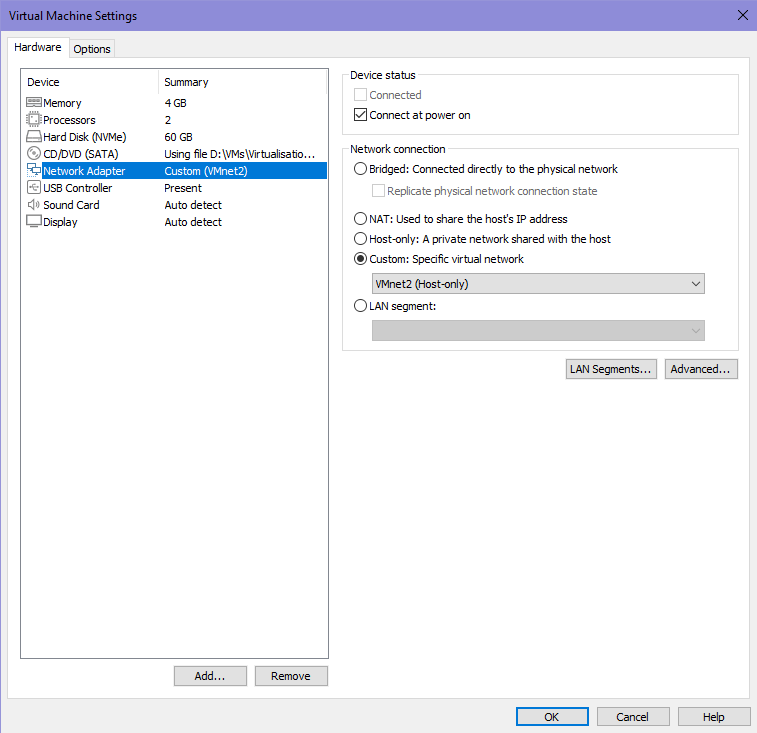 Virtual Machine Settings
Hardware Options
Device Summary
Memory 4 GB
Processors 2
Hard Disk (NVMe) 60 GB
CD/DVD (SATA) Using file D:\VMs\Virtualisatio...
Network Adapter Custom (VMnet2)
USB Controller Present
Sound Card Auto detect
Display Auto detect
Add... Remove
Device status
Connected
Connect at power on
Network connection
Bridged: Connected directly to the physical network
Replicate physical network connection state
NAT: Used to share the host's IP address
Host-only: A private network shared with the host
Custom: Specific virtual network
VMnet2 (Host-only)
LAN segment:
LAN Segments... Advanced...
OK Cancel Help